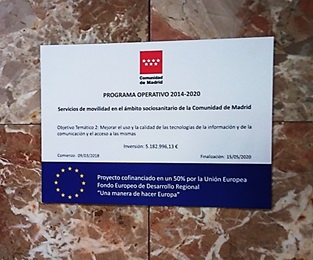 Comunidad
de Madrid
PROGRAMA OPERATIVO 2014-2020
Servicios de movilidad en el ámbito sociosanitario de la Comunidad de Madrid
Objetivo Temático 2: Mejorar el uso y la calidad de las tecnologías de la información y de la
comunicación y el acceso a las mismas
Inversión: 5.182.996,13 €
Comienzo: 09/03/2018
Finalización: 15/05/2020
Proyecto cofinanciado en un 50% por la Unión Europea
Fondo Europeo de Desarrollo Regional
"Una manera de hacer Europa"